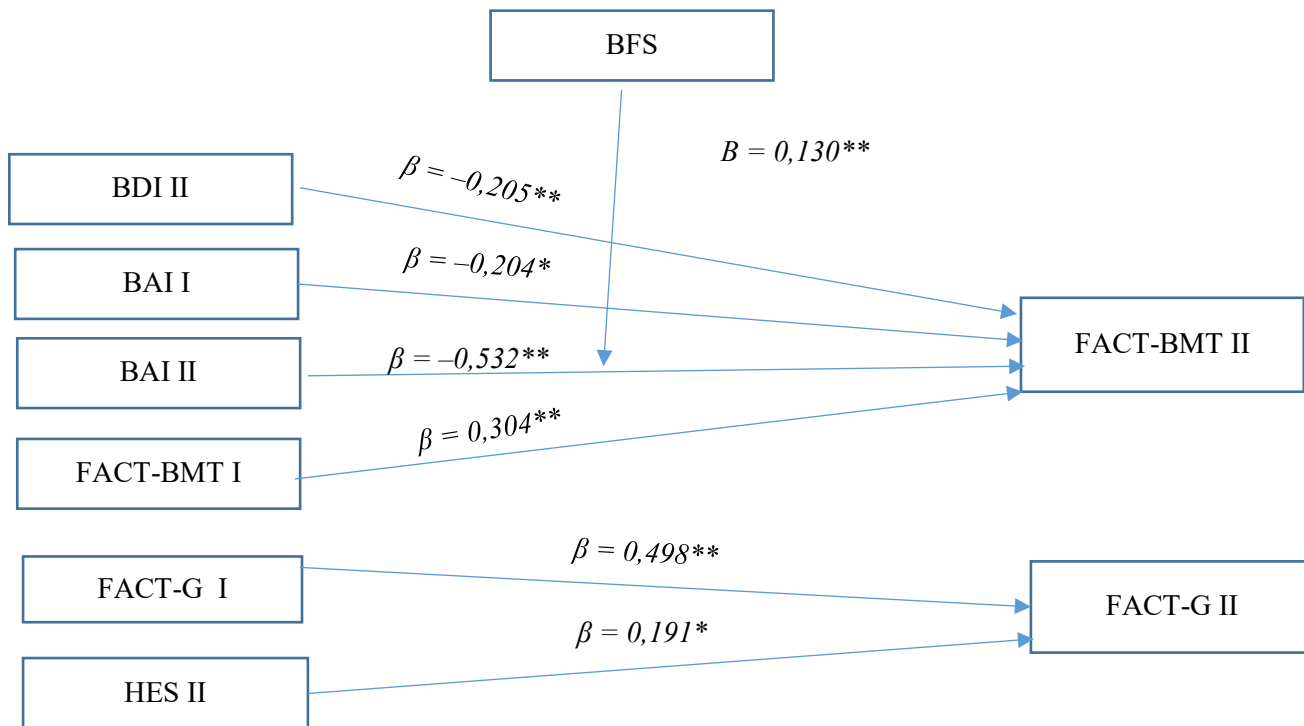 BFS
B = 0,130**
BDI II
β = –0,205**
BAI I
β = –0,204*
BAI II
β = –0,532**
FACT-BMT II
FACT-BMT I
β = 0,304**
FACT-G I
β = 0,498**
FACT-G II
HES II
β = 0,191*